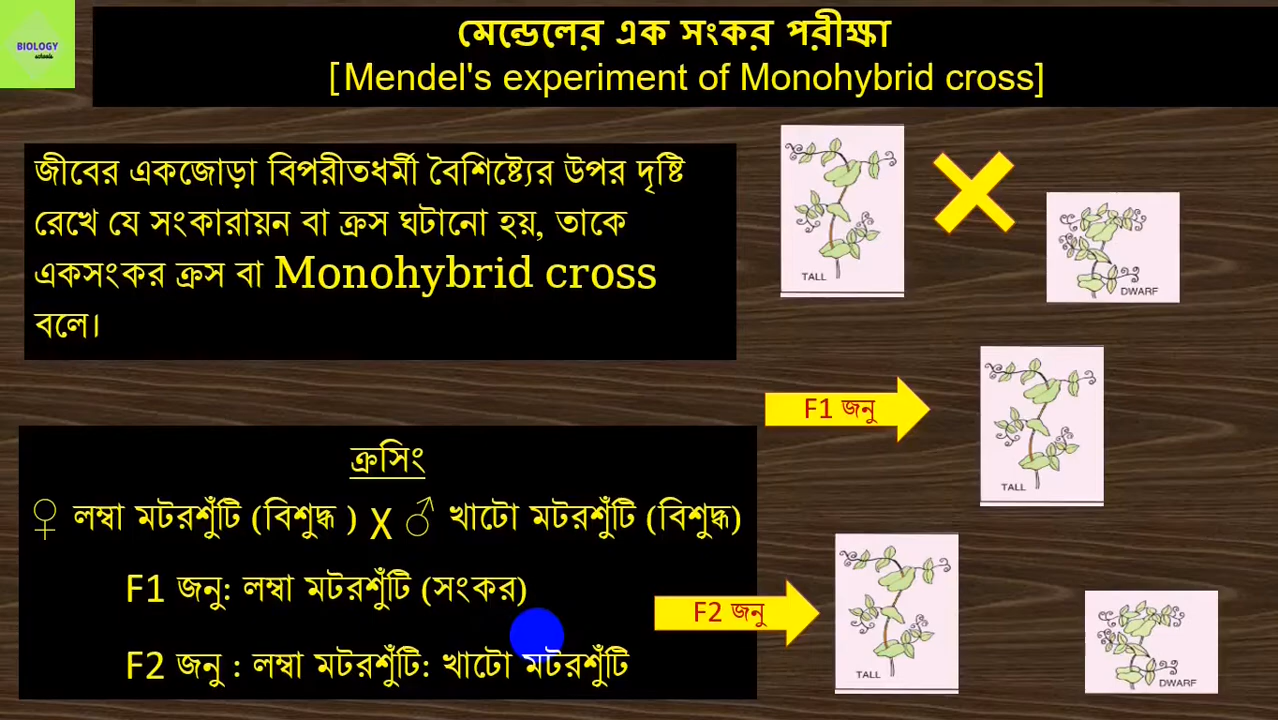 BIOLOGY
schools
মেন্ডেলের এক সংকর পরীক্ষা
[Mendel's experiment of Monohybrid cross]
জীবের একজোড়া বিপরীতধর্মী বৈশিষ্ট্যের উপর দৃষ্টি
রেখে যে সংকারায়ন বা ক্রস ঘটানো হয়, তাকে
একসংকর ক্রস বা Monohybrid cross
বলে।
TALL
DWARF
F1 জনু
TALL
ক্রসিং
♀ লম্বা মটরশুঁটি (বিশুদ্ধ ) X ♂ খাটো মটরশুঁটি (বিশুদ্ধ)
F1 জনু: লম্বা মটরশুঁটি (সংকর)
F2 জনু : লম্বা মটরশুঁটি: খাটো মটরশুঁটি
F2 জনু
TALL
DWARF